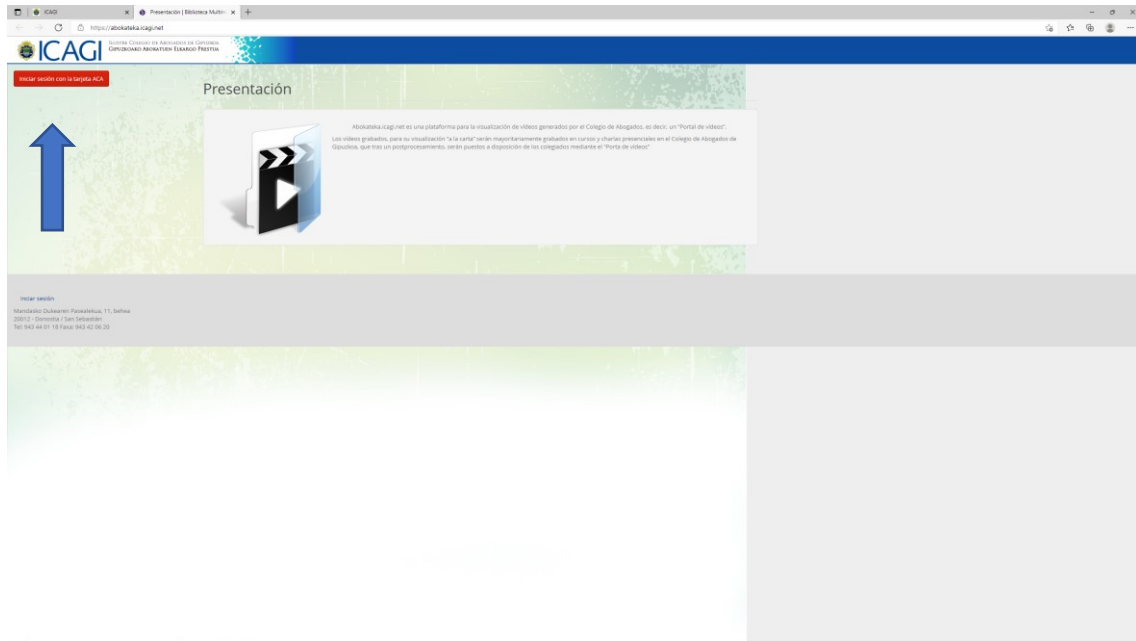 ICAGI
Presentación | Biblioteca Multim
https://abokateka.icagi.net
ICAGI
ILUSTRE COLEGIO DE ABOGADOS DE GIPUZKOA
GIPUZKOAKO ABOKATUEN ELKARGO PRESTUA
Iniciar sesión con la tarjeta ACA
Presentación
Abokateka.icagi.net es una plataforma para la visualización de vídeos generados por el Colegio de Abogados, es decir, un "Portal de vídeos".
Los vídeos grabados, para su visualización "a la carta" serán mayoritariamente grabados en cursos y charlas presenciales en el Colegio de Abogados de
Gipuzkoa, que tras un postprocesamiento, serán puestos a disposición de los colegiados mediante el "Porta de vídeos"
Iniciar sesión
Mandasko Dukearen Pasealekua, 11, behea
20012 - Donostia / San Sebastián
Tel: 943 44 01 18 Faxa: 943 42 06 20